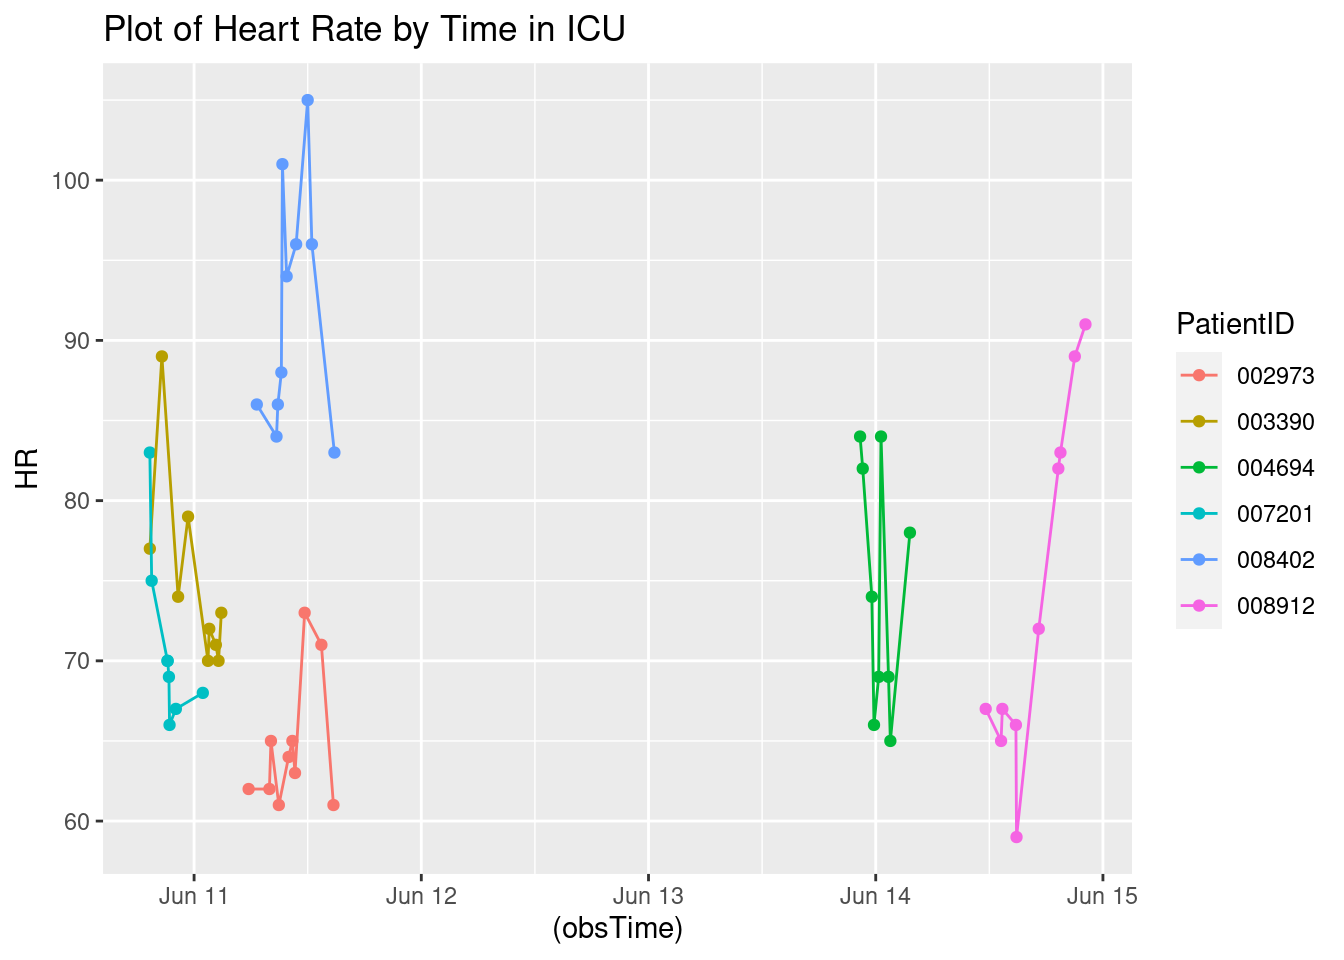 Plot of Heart Rate by Time in ICU
100
90
80
70
60
HR
Jun 11 Jun 12 Jun 13 Jun 14 Jun 15
(obsTime)
PatientID
002973
003390
004694
007201
008402
008912